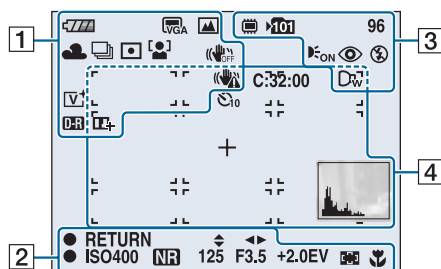 1
VGA
101
96
3
OFF
ON
C:32:00
DW
V+
10
D-R
4
RETURN
2
ISO400 NR 125 F3.5 +2.0EV